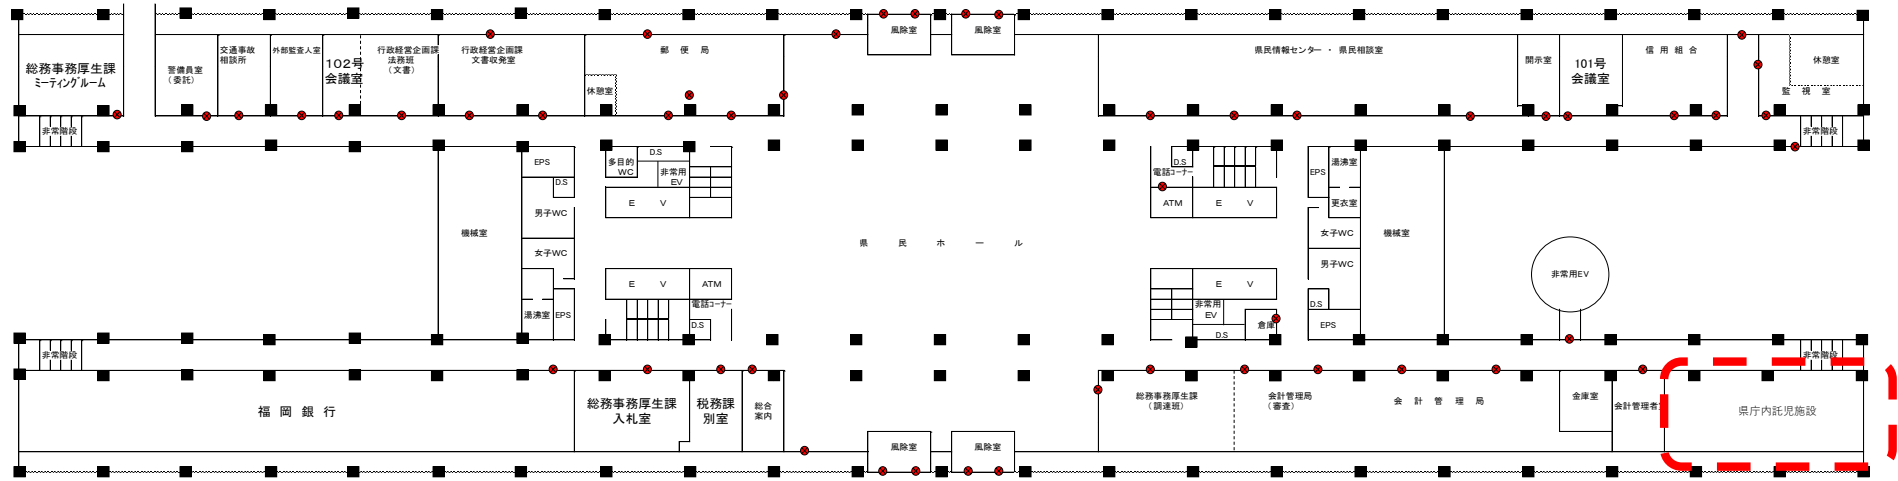 風除室
風除室
総務事務厚生課
ミーティングルーム
警備員室
(委託)
交通事故
相談所
外部監査人室
102号
会議室
行政経営企画課
法務班
(文書)
行政経営企画課
文書収発室
郵便局
休憩室
県民情報センター・県民相談室
開示室
101号
会議室
信用組合
休憩室
監視室
非常階段
非常階段
機械室
EPS
D.S
男子WC
女子WC
湯沸室
EPS
多目的
WC
D.S
非常用
EV
EV
EV
ATM
電話コーナー
D.S
県民ホール
電話コーナー
D.S
ATM
EV
EV
非常用
EV
D.S
倉庫
EPS
湯沸室
更衣室
女子WC
男子WC
D.S
EPS
機械室
非常用EV
非常階段
非常階段
福岡銀行
総務事務厚生課
入札室
税務課
別室
総合
案内
風除室
風除室
総務事務厚生課
(調達班)
会計管理局
(審査)
会計管理局
金庫室
会計管理者室
県庁内託児施設